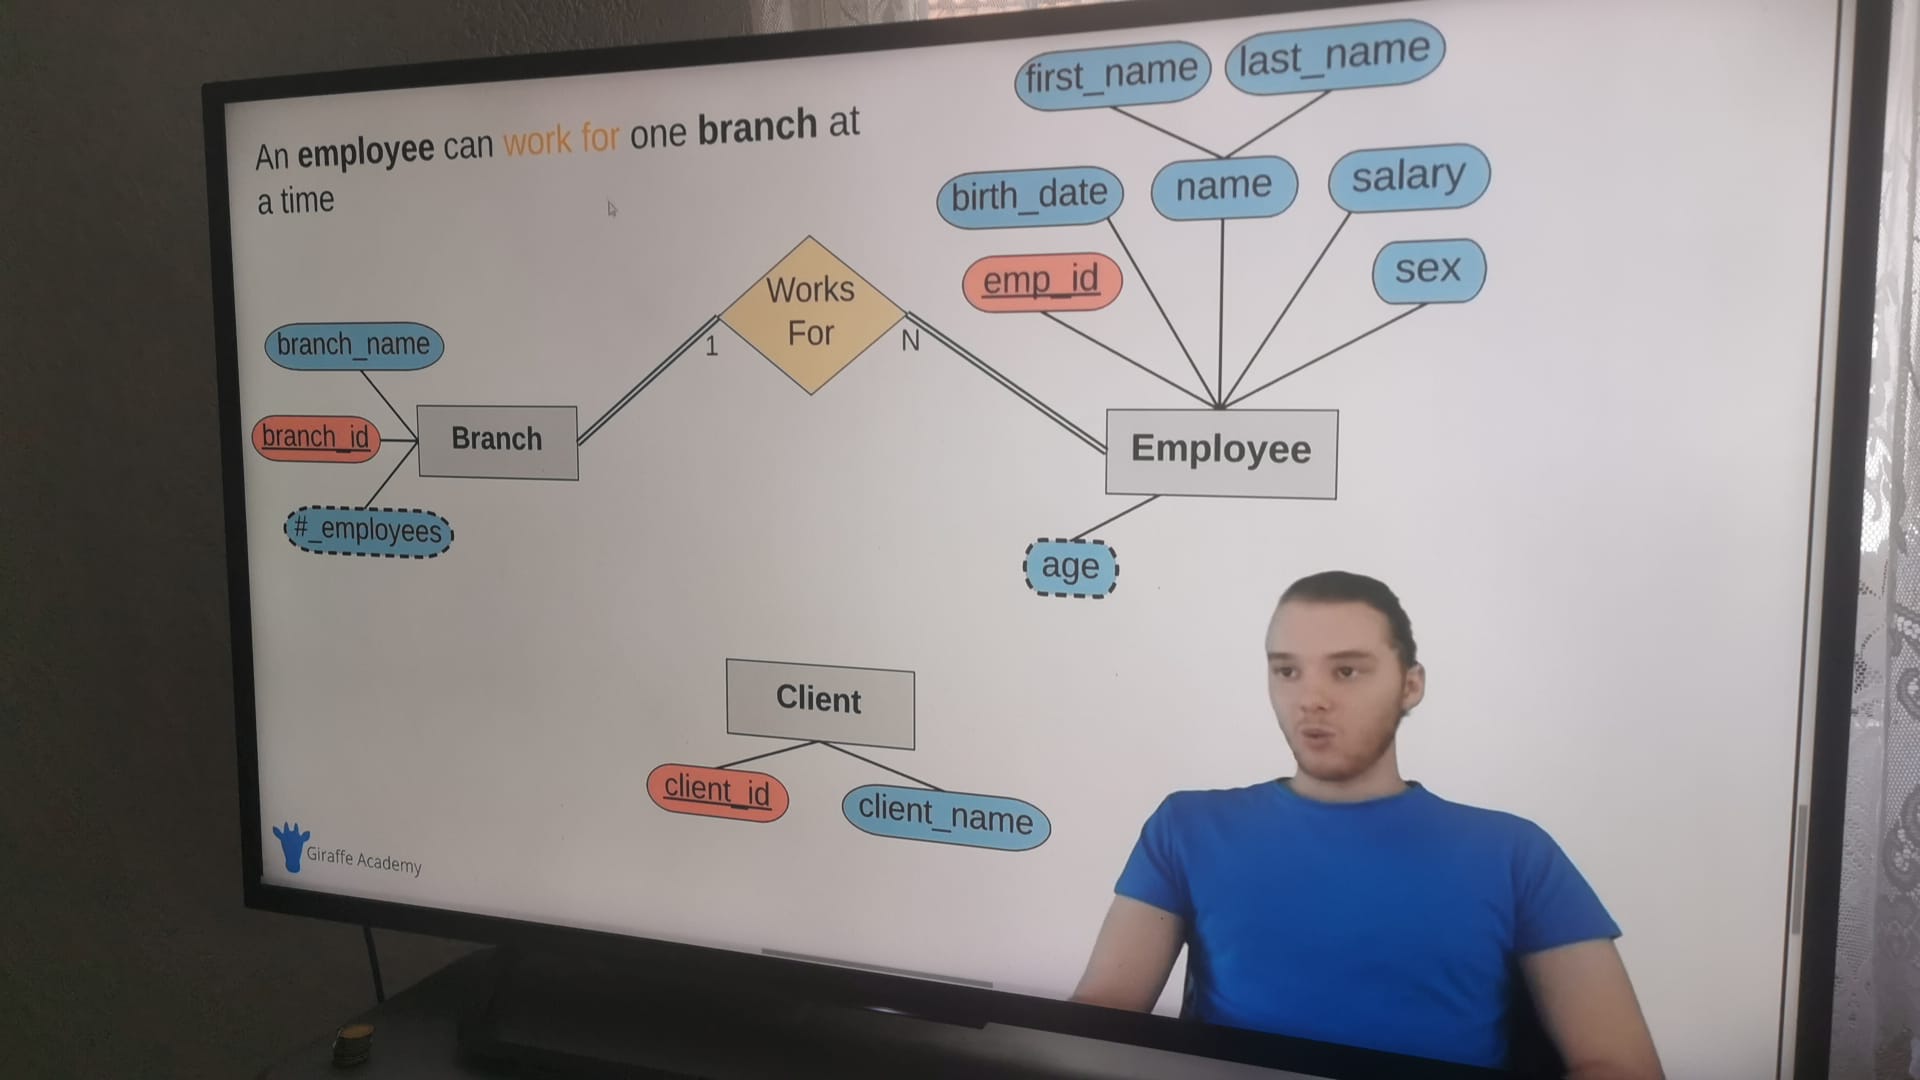 An employee can work for one branch at
a time
first_name
last_name
birth_date
name
salary
emp_id
sex
Works
For
1
N
branch_name
branch_id
Branch
#_employees
Employee
age
Client
client_id
client_name
Giraffe Academy